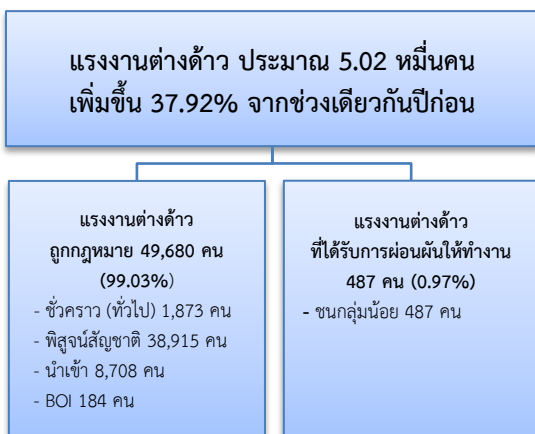 แรงงานต่างด้าว ประมาณ 5.02 หมื่นคน
เพิ่มขึ้น 37.92% จากช่วงเดียวกันปีก่อน
แรงงานต่างด้าว
ถูกกฎหมาย 49,680 คน
(99.03%)
- ชั่วคราว (ทั่วไป) 1,873 คน
- พิสูจน์สัญชาติ 38,915 คน
- นำเข้า 8,708 คน
- BOI 184 คน
แรงงานต่างด้าว
ที่ได้รับการผ่อนผันให้ทำงาน
487 คน (0.97%)
- ชนกลุ่มน้อย 487 คน